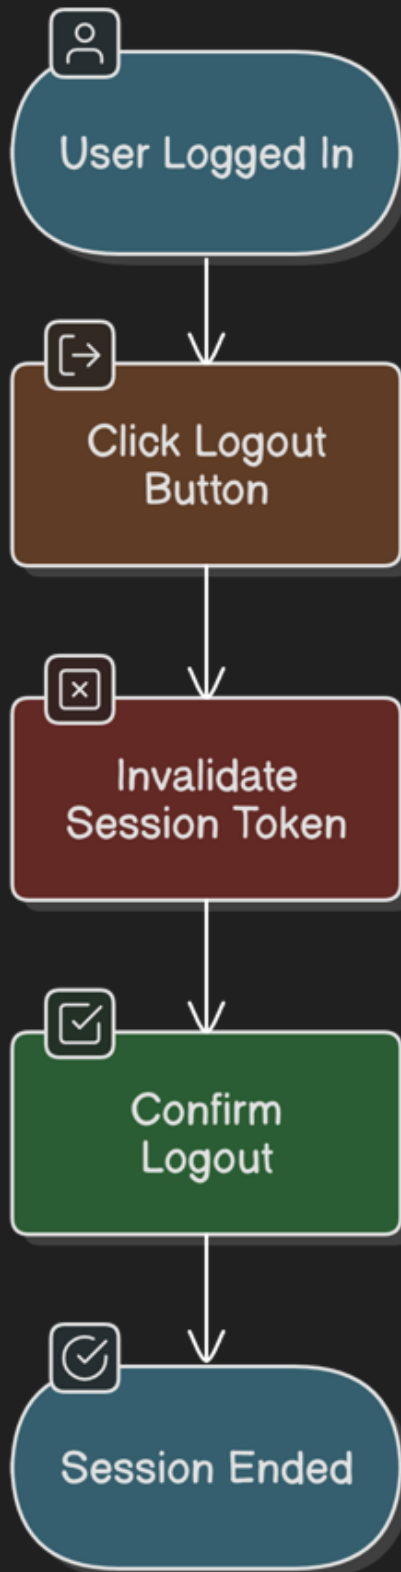 User Logged In
Click Logout
Button
Invalidate
Session Token
Confirm
Logout
Session Ended